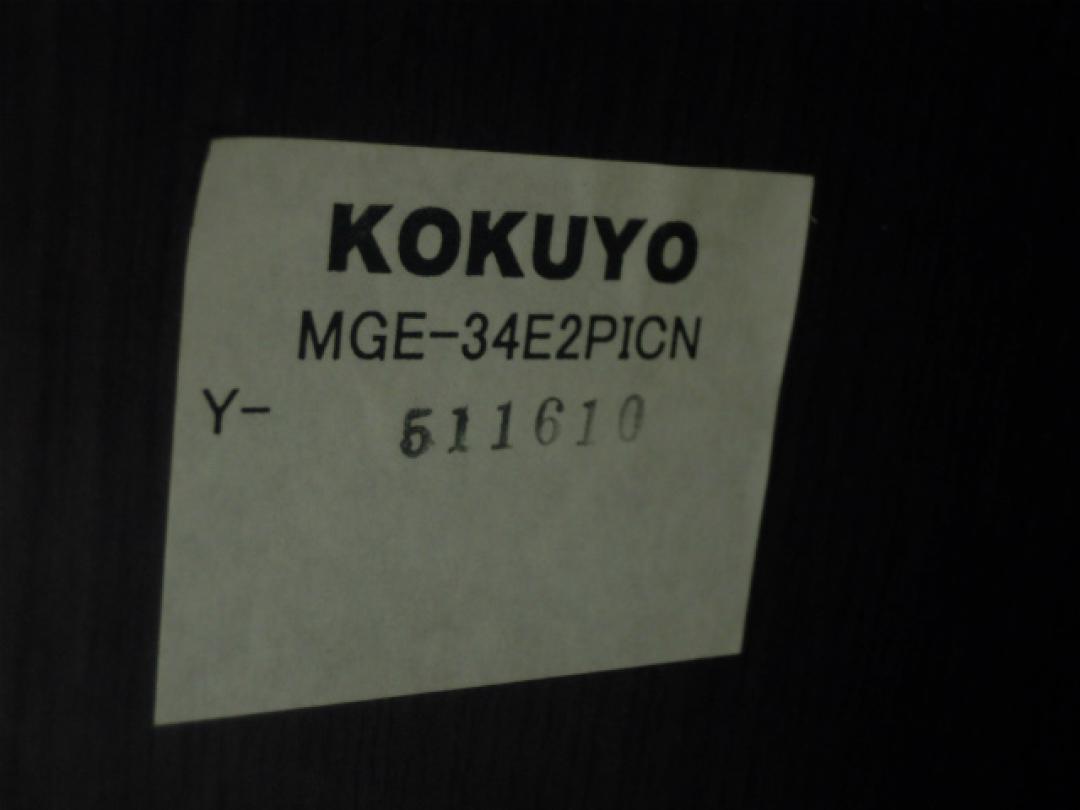 KOKUYO
MGE-34E2PICN
Y- 511610